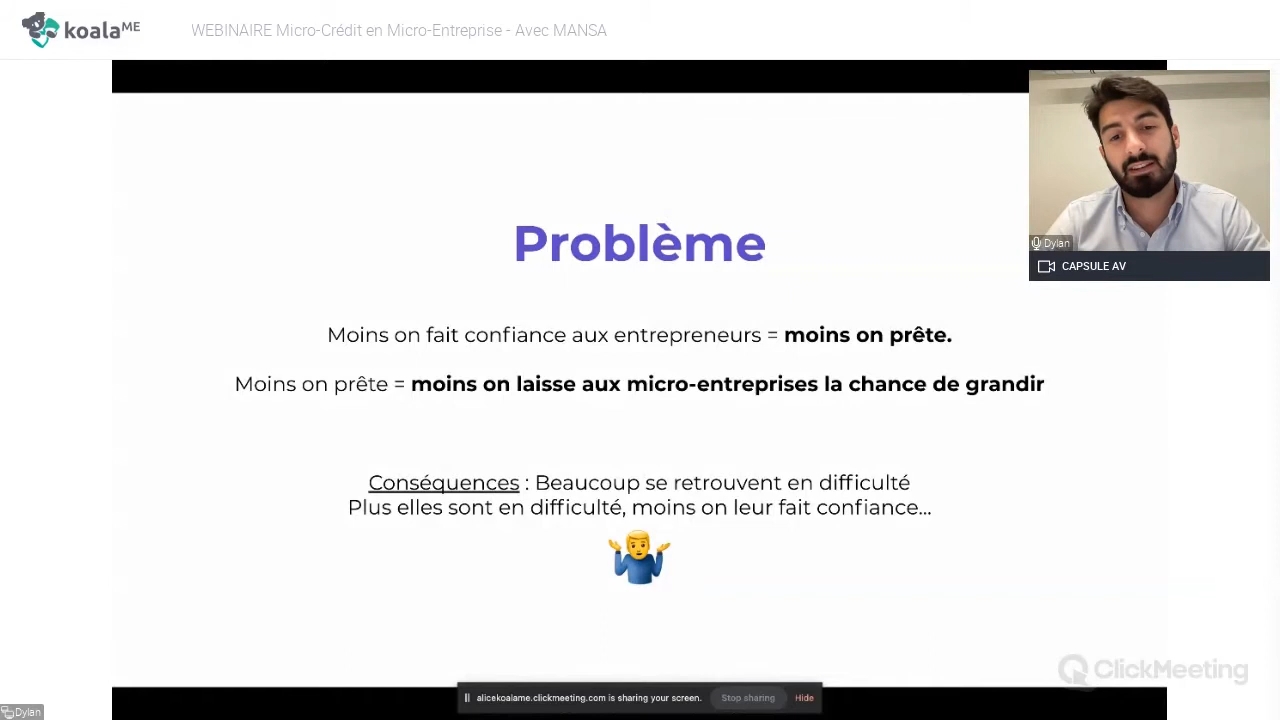 koalaME
WEBINAIRE Micro-Crédit en Micro-Entreprise - Avec MANSA
Dylan
CAPSULE AV
Problème
Moins on fait confiance aux entrepreneurs = moins on prête.
Moins on prête = moins on laisse aux micro-entreprises la chance de grandir
Conséquences : Beaucoup se retrouvent en difficulté
Plus elles sont en difficulté, moins on leur fait confiance...
ClickMeeting
alicekoalame.clickmeeting.com is sharing your screen. Stop sharing Hide
Dylan